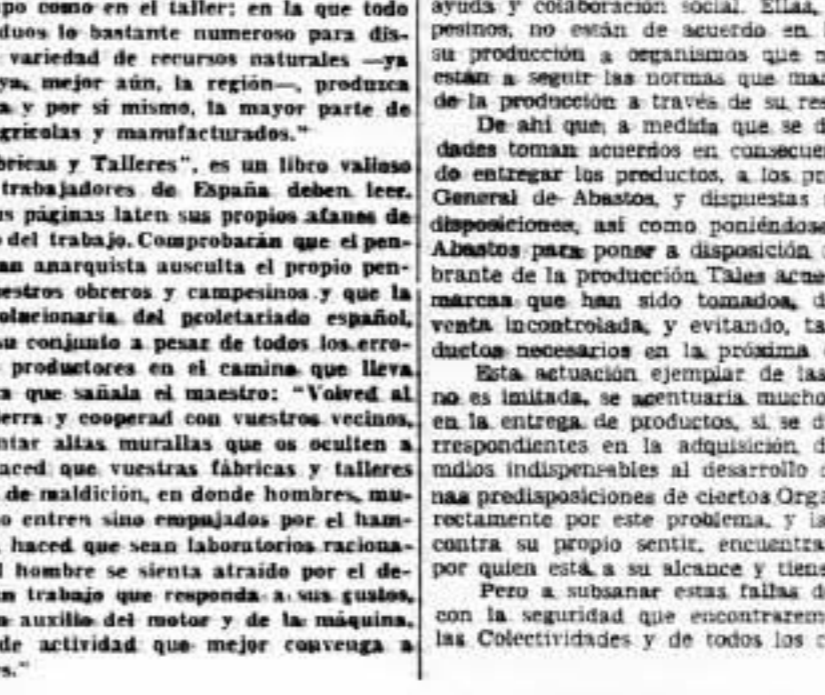 po como en el taller; en la que todo
duos lo bastante numeroso para dis-
variedad de recursos naturales —ya
ya, mejor aún, la región—, produzca
a y por sí mismo, la mayor parte de
grícolas y manufacturados."
bricas y Talleres", es un libro valioso
trabajadores de España deben leer.
us páginas laten sus propios afanes de
o del trabajo. Comprobarán que el pen-
an anarquista ausculta el propio pen-
estros obreros y campesinos y que la
olucionaria del proletariado español,
su conjunto a pesar de todos los erro-
productores en el camino que lleva
a que sañala el maestro: "Volved al
ierra y cooperad con vuestros vecinos,
ntar altas murallas que os oculten a
aced que vuestras fábricas y talleres
de maldición, en donde hombres, mu-
o entren sino empujados por el ham-
haced que sean laboratorios raciona-
l hombre se sienta atraído por el de-
n trabajo que responda a sus gustos,
auxilio del motor y de la máquina,
de actividad que mejor convenga a
s."
ayuda y colaboración social. Ellas,
pesinos, no están de acuerdo en
su producción a organismos que
están a seguir las normas que
de la producción a través de su
De ahí que, a medida que se
dades toman acuerdos en
de entregar los productos, a los
General de Abastos, y dispuestas
disposiciones, así como poniéndose
Abastos para poner a disposición
brante de la producción Tales
marcas que han sido tomados,
venta incontrolada, y evitando,
ductos necesarios en la próxima
Esta actuación ejemplar de las
no es imitada, se acentuaría mucho
en la entrega de productos, si se
rrespondientes en la adquisición
mdios indispensables al desarrollo
nas predisposiciones de ciertos Orga
rectamente por este problema, y
contra su propio sentir, encuentra
por quien está a su alcance y tiene
Pero a subsanar estas fallas
con la seguridad que encontrarem
las Colectividades y de todos los